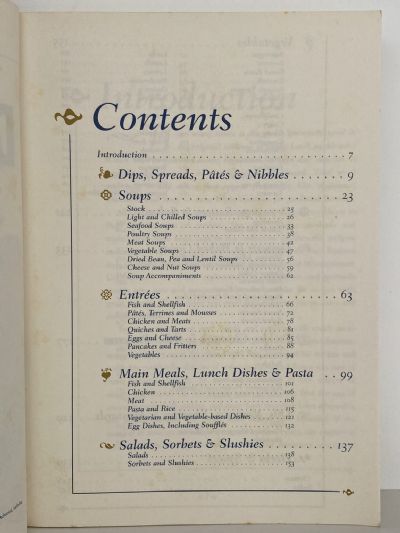 Contents
Introduction . . . . . . . . . . . . . . . . . . . . . . . . . . . 7
Dips, Spreads, Pâtés & Nibbles . . . . . . . 9
Soups . . . . . . . . . . . . . . . . . . . . . . 23
Stock . . . . . . . . . . . . . . . . . . . . . 25
Light and Chilled Soups . . . . . . . . . . . . 26
Seafood Soups . . . . . . . . . . . . . . . . . 33
Poultry Soups . . . . . . . . . . . . . . . . . 38
Meat Soups . . . . . . . . . . . . . . . . . . 42
Vegetable Soups . . . . . . . . . . . . . . . . 47
Dried Bean, Pea and Lentil Soups . . . . . . . 56
Cheese and Nut Soups . . . . . . . . . . . . . 59
Soup Accompaniments . . . . . . . . . . . . . 62
Entrées . . . . . . . . . . . . . . . . . . . . 63
Fish and Shellfish . . . . . . . . . . . . . . . 66
Pâtés, Terrines and Mousses . . . . . . . . . . 72
Chicken and Meats . . . . . . . . . . . . . . . 78
Quiches and Tarts . . . . . . . . . . . . . . . 81
Eggs and Cheese . . . . . . . . . . . . . . . . 85
Pancakes and Fritters . . . . . . . . . . . . . 88
Vegetables . . . . . . . . . . . . . . . . . . . 94
Main Meals, Lunch Dishes & Pasta . . 99
Fish and Shellfish . . . . . . . . . . . . . . . 101
Chicken . . . . . . . . . . . . . . . . . . . . 106
Meat . . . . . . . . . . . . . . . . . . . . . . 108
Pasta and Rice . . . . . . . . . . . . . . . . . 115
Vegetarian and Vegetable-based Dishes . . . . . 121
Egg Dishes, Including Soufflés . . . . . . . . . 132
Salads, Sorbets & Slushies . . . . . . . . . 137
Salads . . . . . . . . . . . . . . . . . . . . . 138
Sorbets and Slushies . . . . . . . . . . . . . . 153